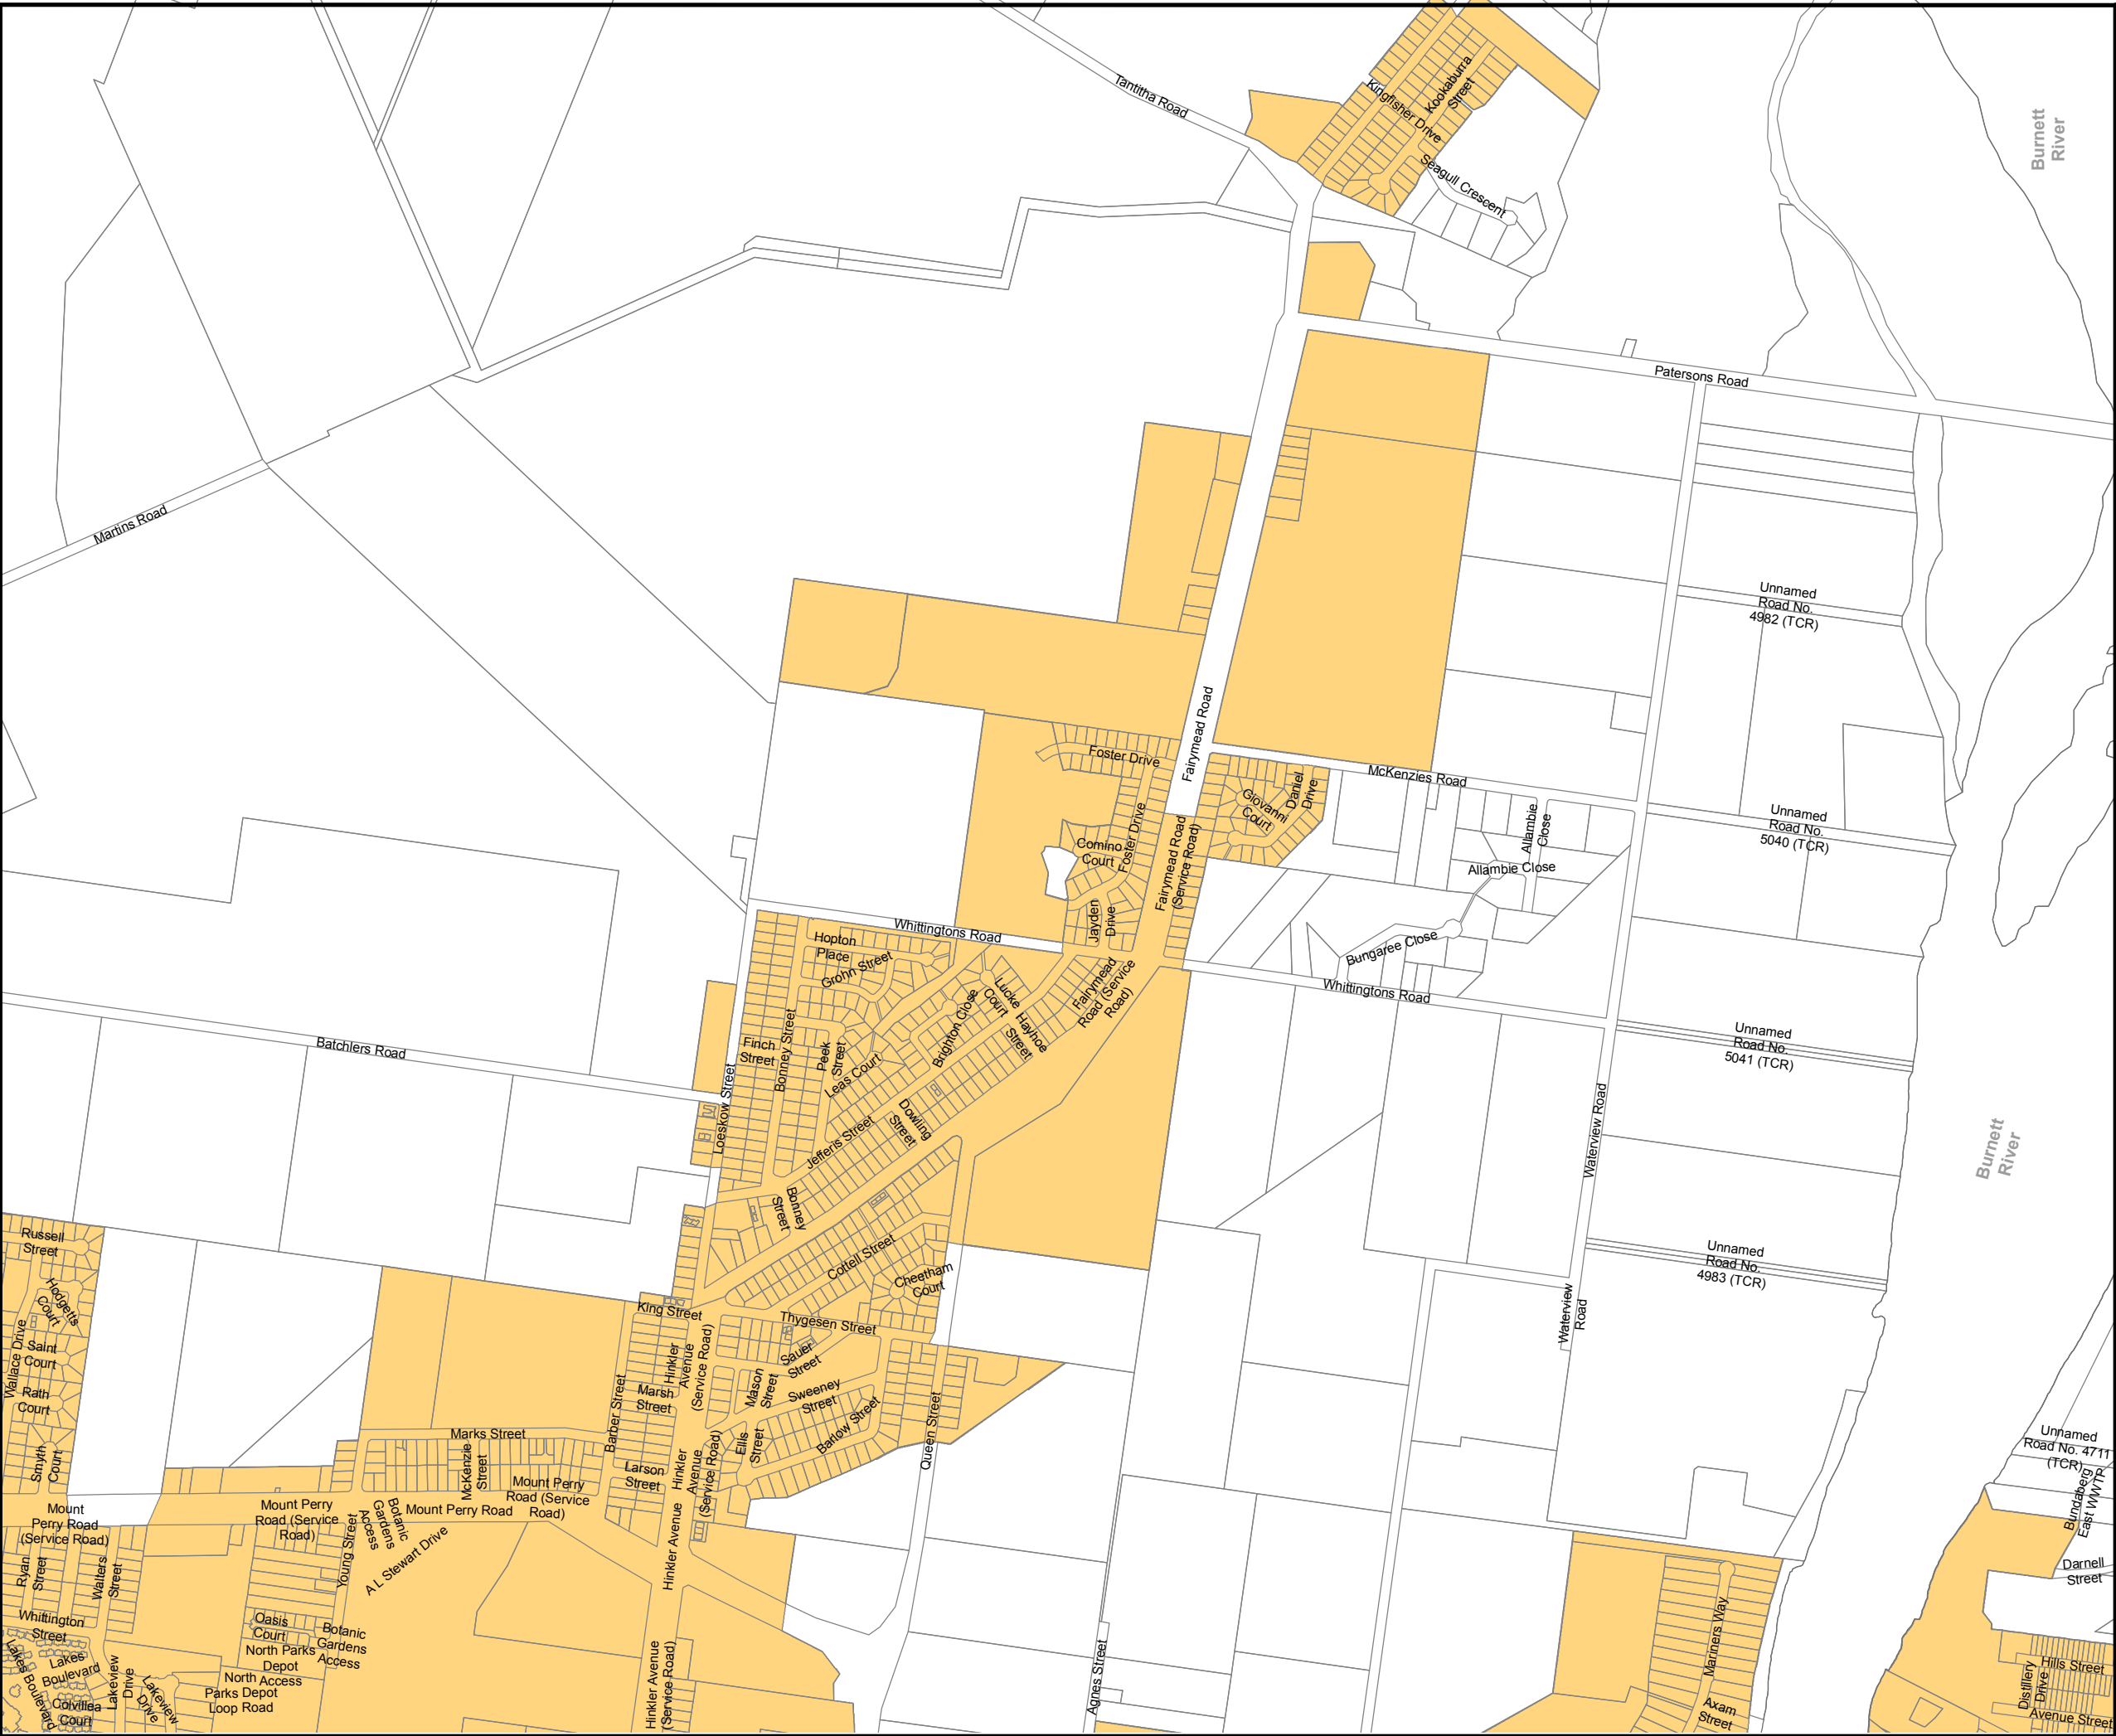 Tantitha Road
Kingfisher Drive
Kookaburra
Street
Seagull Crescent
Burnett
River
Patersons Road
Martins Road
Unnamed
Road No.
4982 (TCR)
Fairymead Road
Foster Drive
McKenzies Road
Daniel
Drive
Giovanni
Court
Foster Drive
Comino
Court
Fairymead Road
(Service Road)
Allambie
Close
Allambie Close
Unnamed
Road No.
5040 (TCR)
Jayden
Drive
Whittingtons Road
Hopton
Place
Grohn Street
Bungaree Close
Whittingtons Road
Lucke
Court
Fairymead
Road (Service
Road)
Brighton Close
Hayhoe
Street
Finch
Street
Bonney Street
Peek
Street
Leas Court
Batchlers Road
Loeskow Street
Unnamed
Road No.
5041 (TCR)
Dowling
Street
Jefferis Street
Waterview Road
Burnett
River
Bonney
Street
Russell
Street
Cottell Street
Cheetham
Court
Unnamed
Road No.
4983 (TCR)
Hodgetts
Court
King Street
Thygesen Street
Waterview
Road
Wallace Drive
Saint
Court
Hinkler
Avenue
(Service Road)
Sauer
Street
Rath
Court
Marsh
Street
Mason
Street
Sweeney
Street
Barber Street
Barlow Street
Queen Street
Marks Street
Smyth
Court
McKenzie
Street
Larson
Street
Hinkler
Avenue
(Service Road)
Ellis
Street
Unnamed
Road No. 4711
(TCR)
Bundaberg
East WWTP
Mount
Perry Road
(Service Road)
Mount Perry
Road (Service
Road)
Botanic
Gardens
Access
Mount Perry Road
Mount Perry
Road (Service
Road)
Hinkler Avenue
Young Street
A L Stewart Drive
Ryan
Street
Walters
Street
Darnell
Street
Whittington
Street
Oasis
Court
Botanic
Gardens
Access
North Parks
Depot
Access
North
Parks Depot
Loop Road
Lakes Boulevard
Lakes
Boulevard
Colvillea
Court
Lakeview
Drive
Lakeview
Drive
Hinkler Avenue
(Service Road)
Agnes Street
Mariners Way
Axam
Street
Hills Street
Distillery
Drive
Avenue Street